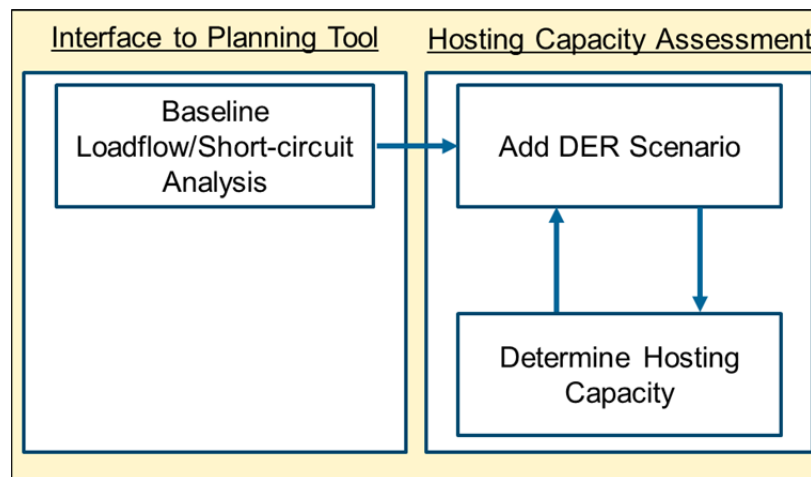 Interface to Planning Tool
Hosting Capacity Assessment
Baseline
Loadflow/Short-circuit
Analysis
Add DER Scenario
Determine Hosting
Capacity